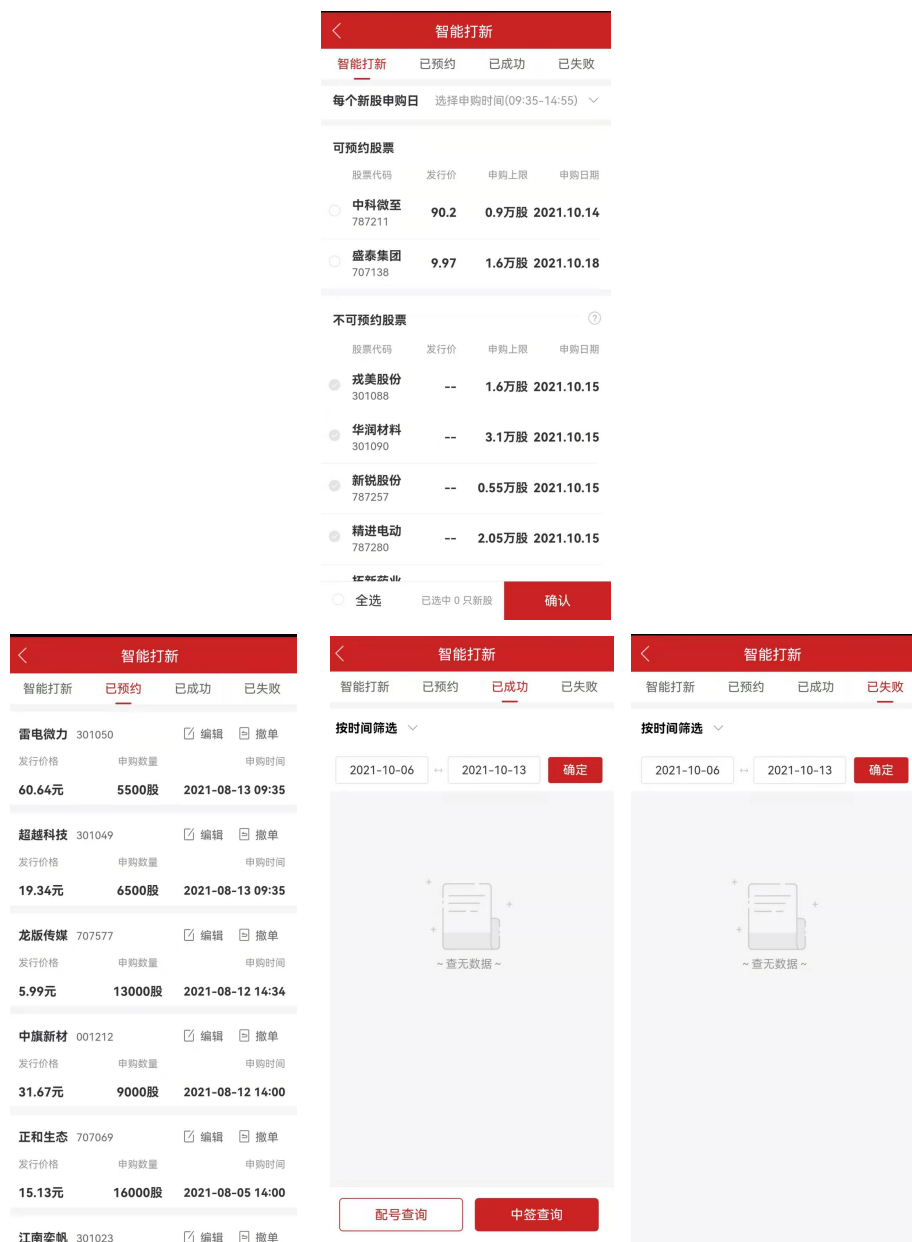 智能打新
智能打新 已预约 已成功 已失败
每个新股申购日 选择申购时间(09:35-14:55)
可预约股票
股票代码 发行价 申购上限 申购日期
中科微至 90.2 0.9万股 2021.10.14
787211
盛泰集团 9.97 1.6万股 2021.10.18
707138
不可预约股票 ?
股票代码 发行价 申购上限 申购日期
戎美股份 -- 1.6万股 2021.10.15
301088
华润材料 -- 3.1万股 2021.10.15
301090
新锐股份 -- 0.55万股 2021.10.15
787257
精进电动 -- 2.05万股 2021.10.15
787280
拓新药业
全选 已选中 0 只新股 确认
智能打新
智能打新 已预约 已成功 已失败
雷电微力 301050 编辑 撤单
发行价格 申购数量 申购时间
60.64元 5500股 2021-08-13 09:35
超越科技 301049 编辑 撤单
发行价格 申购数量 申购时间
19.34元 6500股 2021-08-13 09:35
龙版传媒 707577 编辑 撤单
发行价格 申购数量 申购时间
5.99元 13000股 2021-08-12 14:34
中旗新材 001212 编辑 撤单
发行价格 申购数量 申购时间
31.67元 9000股 2021-08-12 14:00
正和生态 707069 编辑 撤单
发行价格 申购数量 申购时间
15.13元 16000股 2021-08-05 14:00
江南奕帆 301023 编辑 撤单
智能打新
智能打新 已预约 已成功 已失败
按时间筛选
2021-10-06 2021-10-13 确定
~ 查无数据 ~
配号查询 中签查询
智能打新
智能打新 已预约 已成功 已失败
按时间筛选
2021-10-06 2021-10-13 确定
~ 查无数据 ~